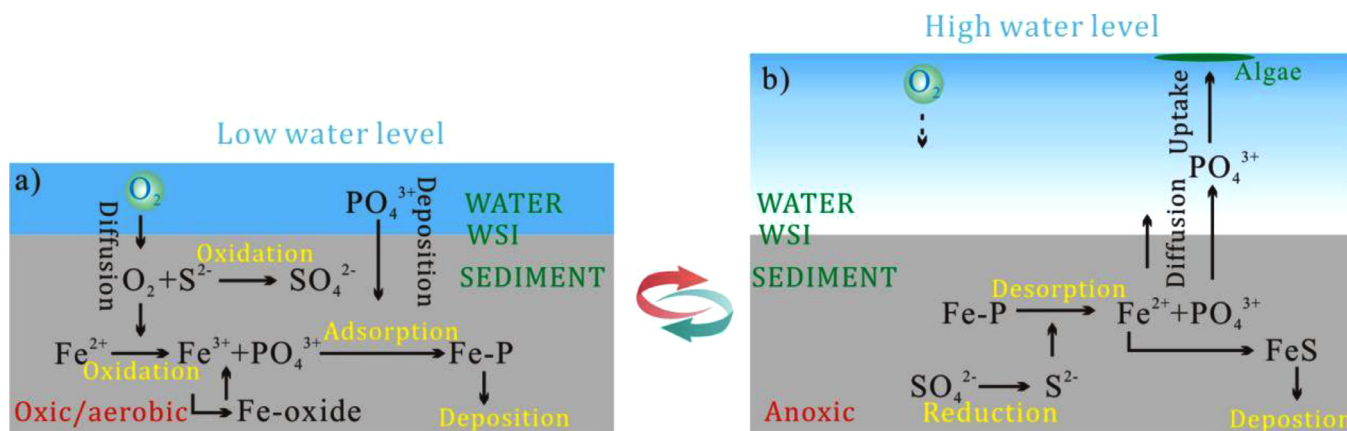 Low water level
a)
O₂
Diffusion
PO₄³⁺
Deposition
WATER
WSI
SEDIMENT
Oxidation
O₂+S²⁻
SO₄²⁻
Adsorption
Fe²⁺
Fe³⁺+PO₄³⁺
Fe-P
Oxidation
Oxic/aerobic
Fe-oxide
Deposition
High water level
b)
O₂
Algae
Uptake
PO₄³⁺
Diffusion
WATER
WSI
SEDIMENT
Desorption
Fe-P
Fe²⁺+PO₄³⁺
FeS
SO₄²⁻
S²⁻
Reduction
Anoxic
Depostion